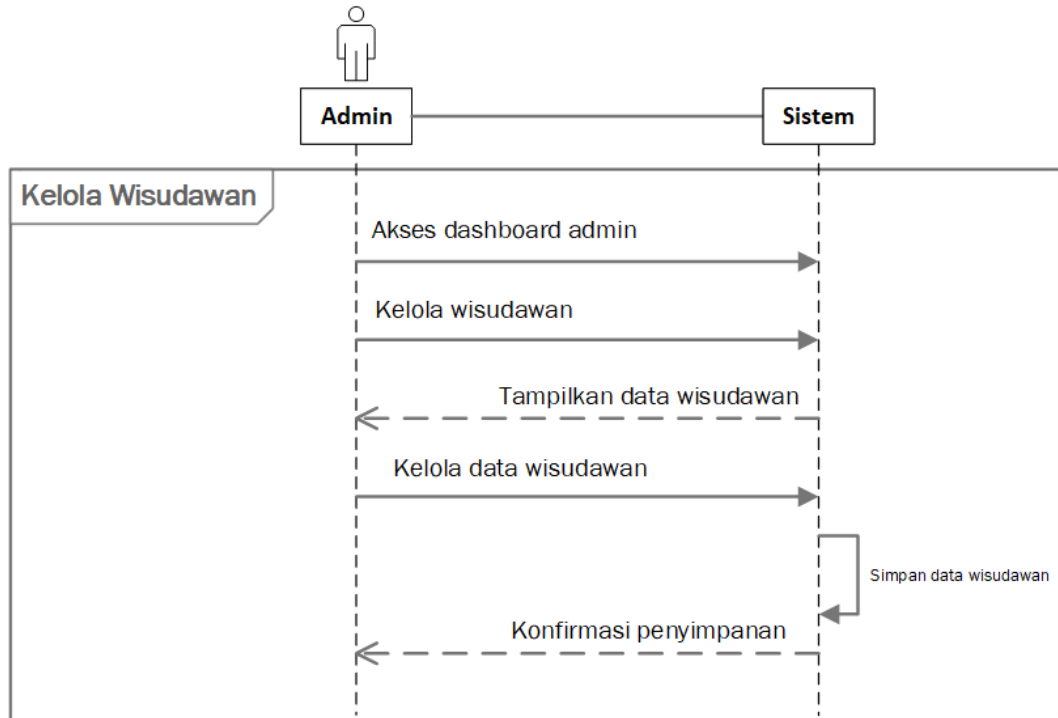 Admin
Sistem
Kelola Wisudawan
Akses dashboard admin
Kelola wisudawan
Tampilkan data wisudawan
Kelola data wisudawan
Simpan data wisudawan
Konfirmasi penyimpanan